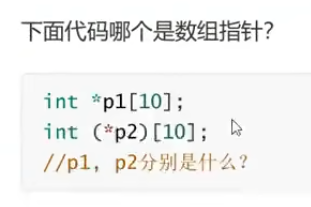 下面代码哪个是数组指针？
int *p1[10];
int (*p2)[10];
//p1, p2分别是什么？